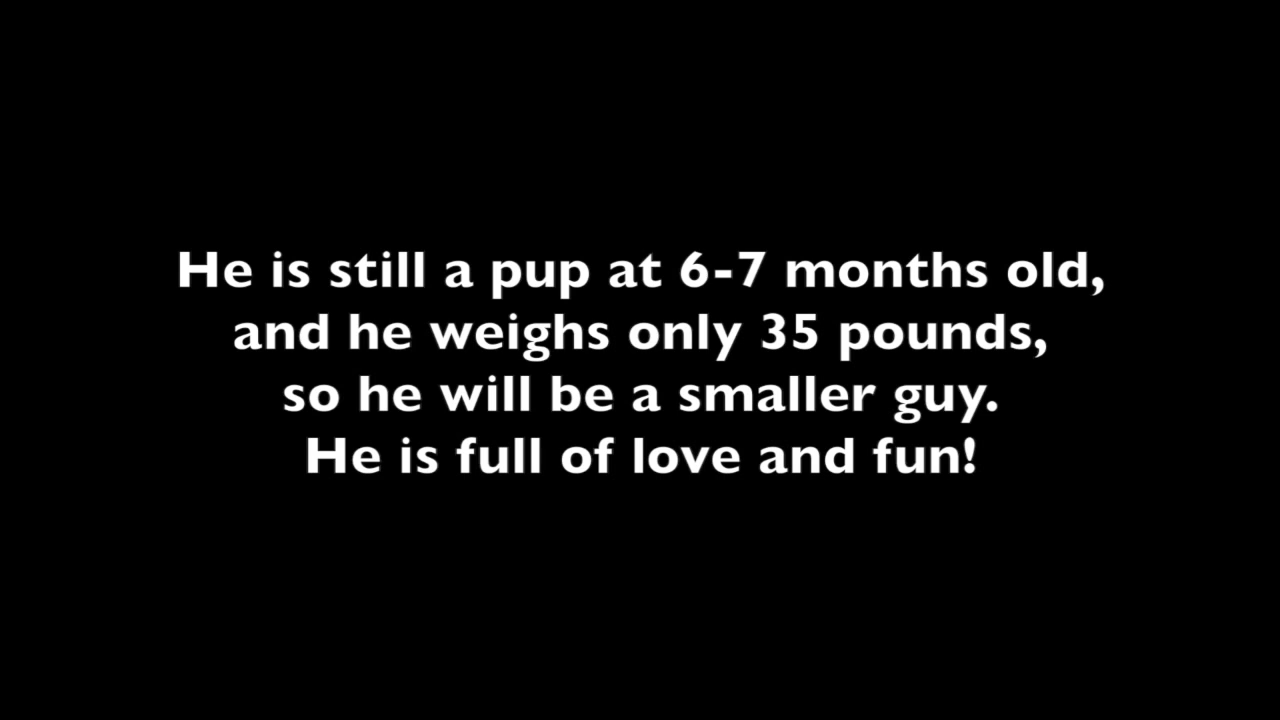 He is still a pup at 6-7 months old,
and he weighs only 35 pounds,
so he will be a smaller guy.
He is full of love and fun!